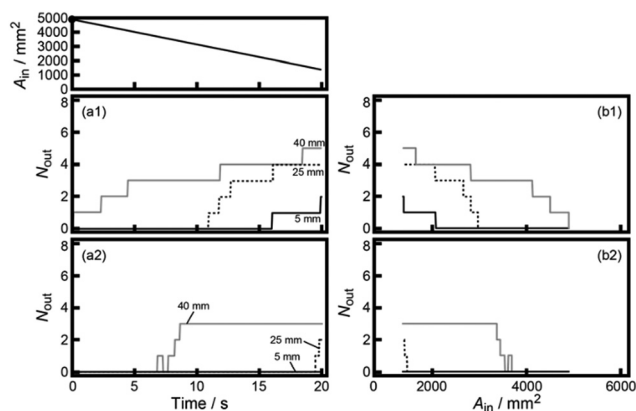 5000
4000
3000
2000
1000
0
A_in / mm²
(a1)
8
6
4
2
0
N_out
40 mm
25 mm
5 mm
(b1)
8
6
4
2
0
N_out
(a2)
8
6
4
2
0
N_out
40 mm
25 mm
5 mm
0 5 10 15 20
Time / s
(b2)
8
6
4
2
0
N_out
2000 4000 6000
A_in / mm²